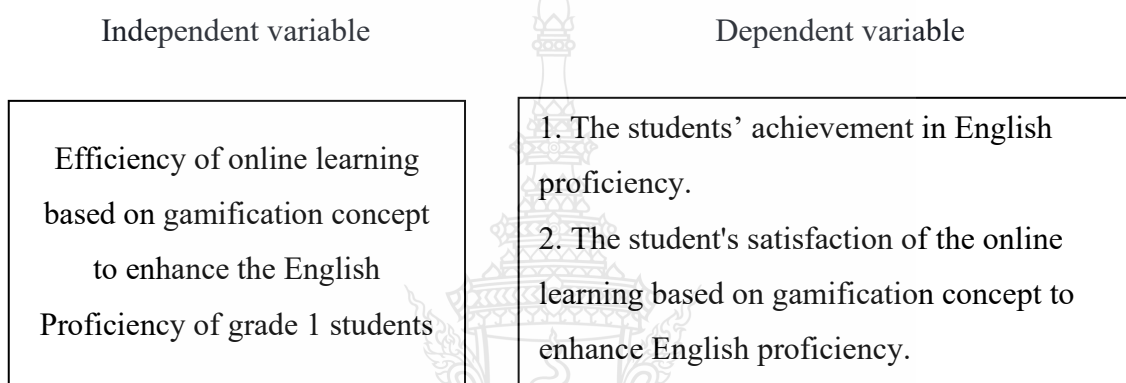 Independent variable
Dependent variable
Efficiency of online learning
based on gamification concept
to enhance the English
Proficiency of grade 1 students
1. The students’ achievement in English
proficiency.
2. The student's satisfaction of the online
learning based on gamification concept to
enhance English proficiency.